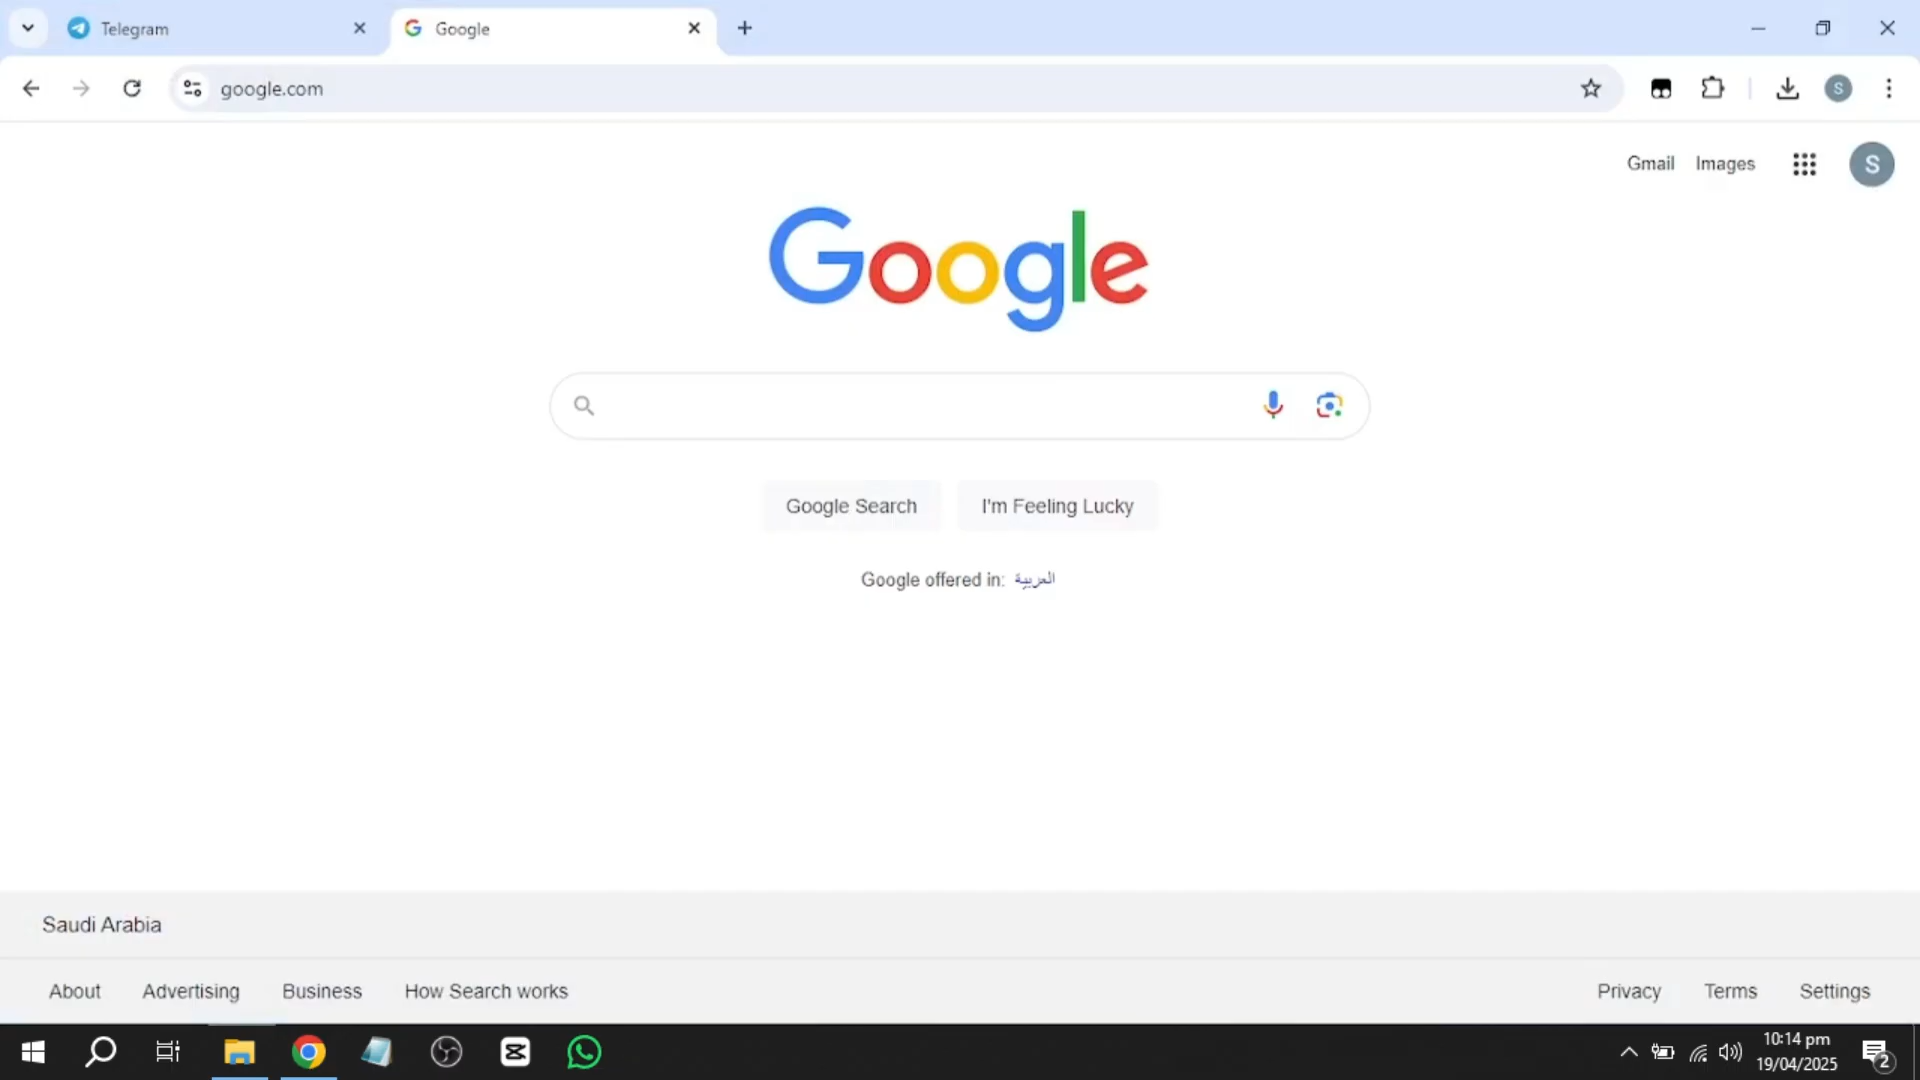 Telegram
Google
google.com
S
Gmail Images S
Google
Google Search I'm Feeling Lucky
Google offered in: العربية
Saudi Arabia
About Advertising Business How Search works Privacy Terms Settings
10:14 pm
19/04/2025
2